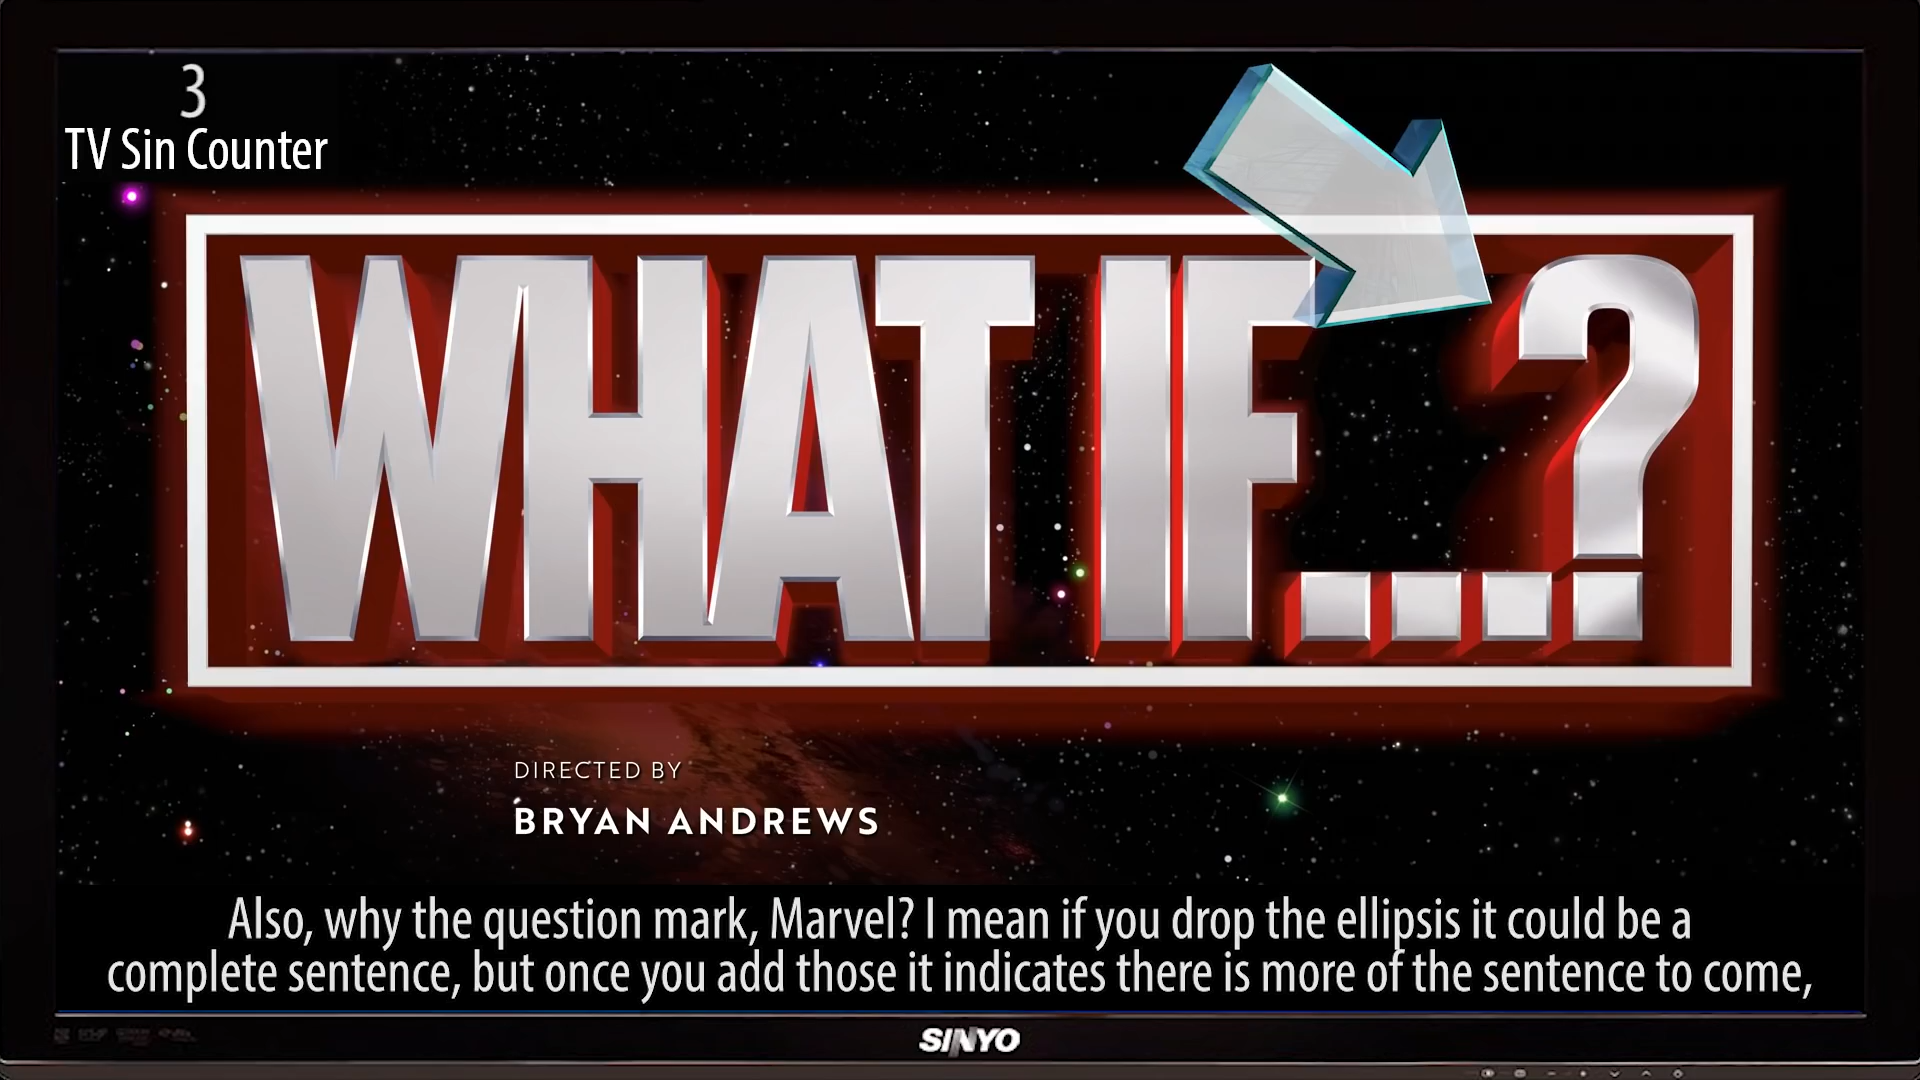 3
TV Sin Counter
WHAT IF...?
DIRECTED BY
BRYAN ANDREWS
Also, why the question mark, Marvel? I mean if you drop the ellipsis it could be a
complete sentence, but once you add those it indicates there is more of the sentence to come,
SINYO